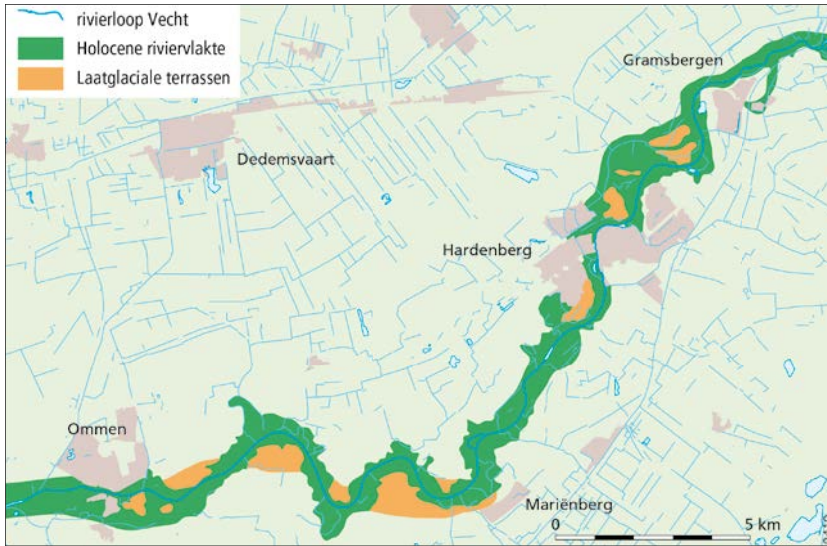 rivierloop Vecht
Holocene riviervlakte
Laatglaciale terrassen
Gramsbergen
Dedemsvaart
Hardenberg
Ommen
Mariënberg
0 5 km